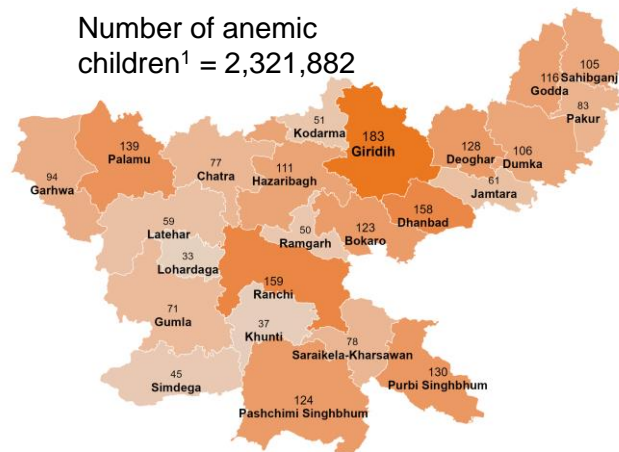 Number of anemic
children¹ = 2,321,882
105
Sahibganj
116
Godda
83
Pakur
51
Kodarma
183
Giridih
128
Deoghar
106
Dumka
61
Jamtara
139
Palamu
94
Garhwa
77
Chatra
111
Hazaribagh
158
Dhanbad
123
Bokaro
50
Ramgarh
59
Latehar
33
Lohardaga
159
Ranchi
71
Gumla
37
Khunti
78
Saraikela-Kharsawan
45
Simdega
130
Purbi Singhbhum
124
Pashchimi Singhbhum